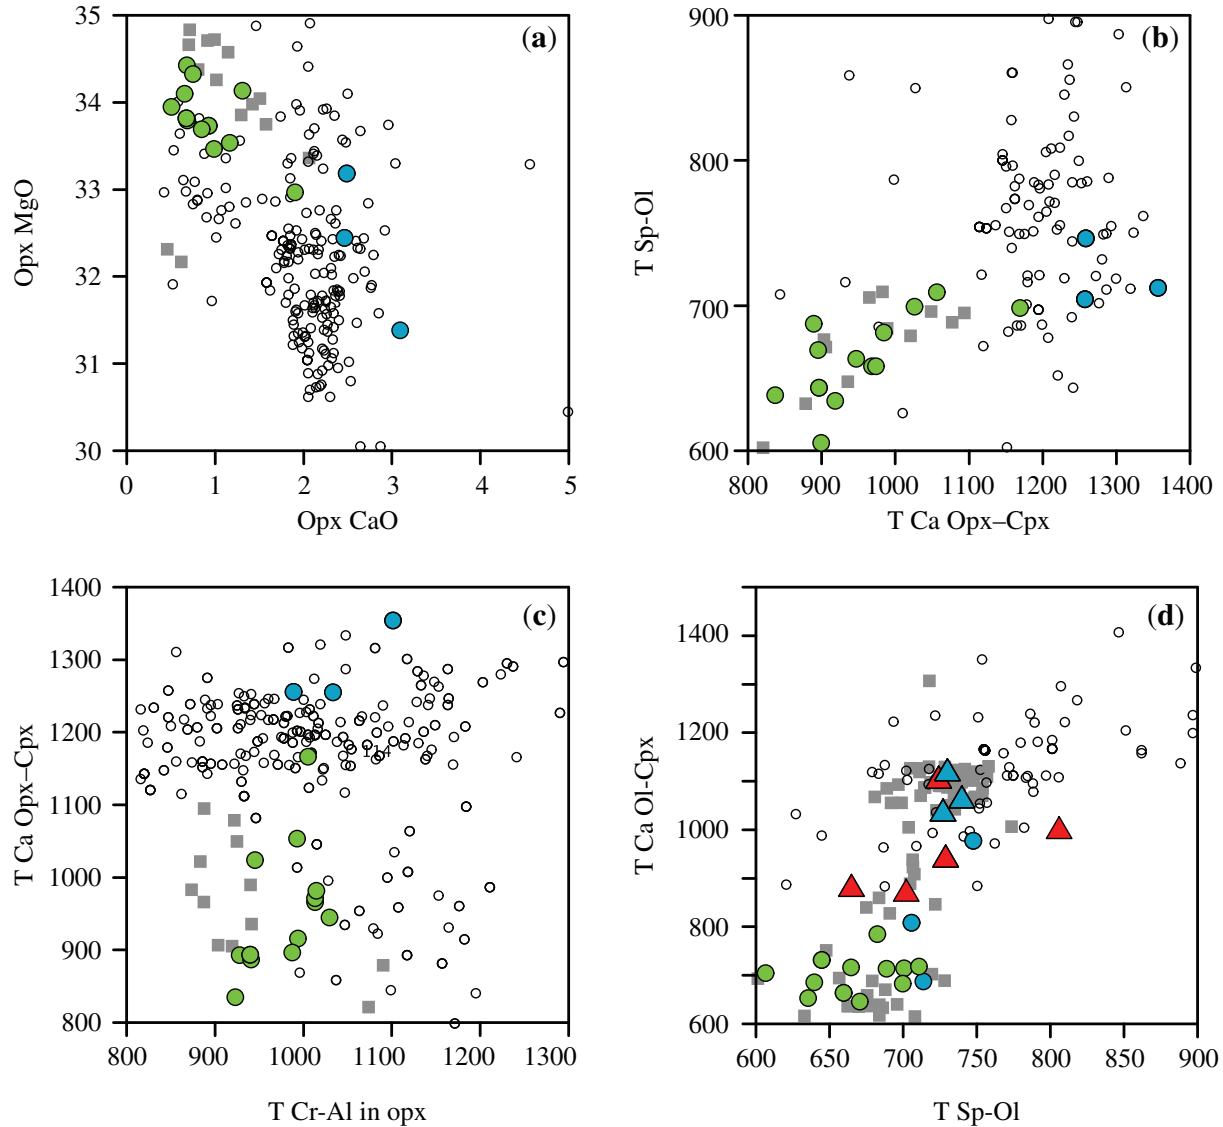 35
34
33
32
31
30
Opx MgO
(a)
0 1 2 3 4 5
Opx CaO
900
800
700
600
T Sp-Ol
(b)
800 900 1000 1100 1200 1300 1400
T Ca Opx–Cpx
1400
1300
1200
1100
1000
900
800
T Ca Opx–Cpx
(c)
114
800 900 1000 1100 1200 1300
T Cr-Al in opx
1400
1200
1000
800
600
T Ca Ol-Cpx
(d)
600 650 700 750 800 850 900
T Sp-Ol